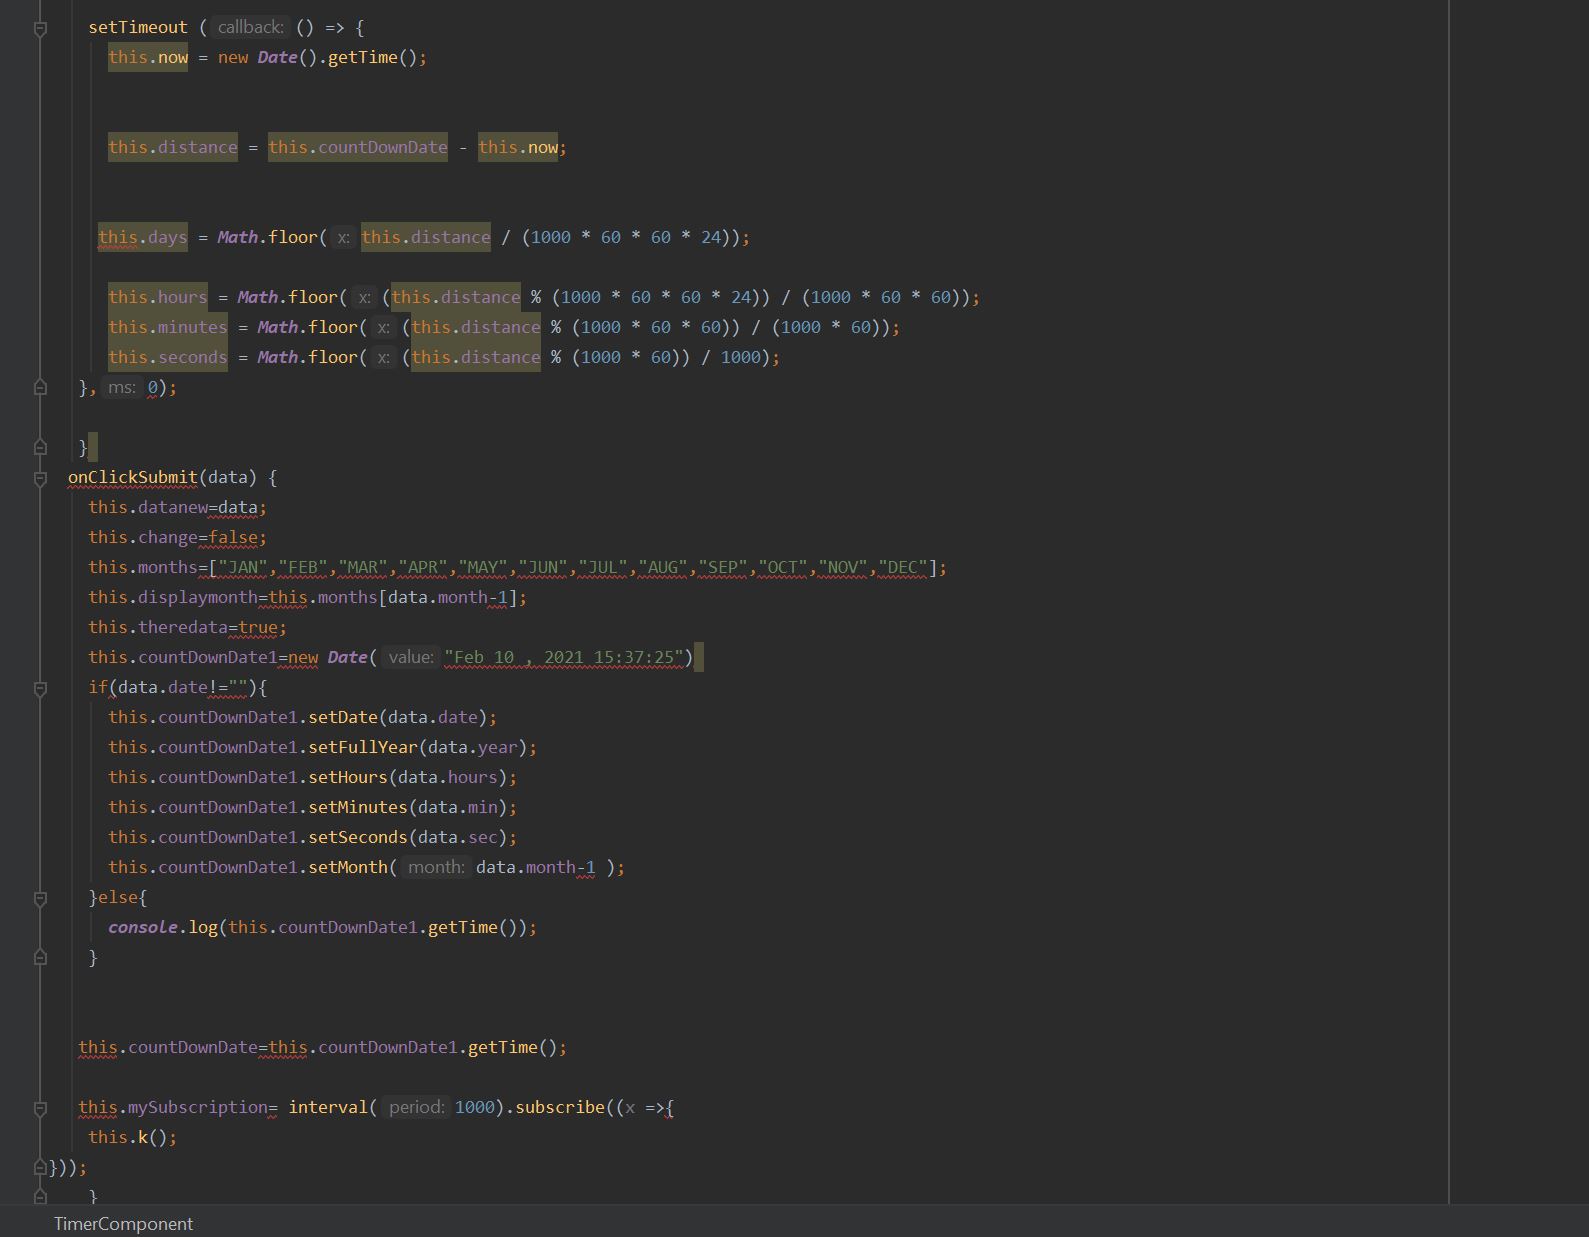 setTimeout ( callback: () => {
this.now = new Date().getTime();
this.distance = this.countDownDate - this.now;
this.days = Math.floor( x: this.distance / (1000 * 60 * 60 * 24));
this.hours = Math.floor( x: (this.distance % (1000 * 60 * 60 * 24)) / (1000 * 60 * 60));
this.minutes = Math.floor( x: (this.distance % (1000 * 60 * 60)) / (1000 * 60));
this.seconds = Math.floor( x: (this.distance % (1000 * 60)) / 1000);
}, ms: 0);
}
onClickSubmit(data) {
this.datanew=data;
this.change=false;
this.months=["JAN","FEB","MAR","APR","MAY","JUN","JUL","AUG","SEP","OCT","NOV","DEC"];
this.displaymonth=this.months[data.month-1];
this.theredata=true;
this.countDownDate1=new Date( value: "Feb 10 , 2021 15:37:25")
if(data.date!=""){
this.countDownDate1.setDate(data.date);
this.countDownDate1.setFullYear(data.year);
this.countDownDate1.setHours(data.hours);
this.countDownDate1.setMinutes(data.min);
this.countDownDate1.setSeconds(data.sec);
this.countDownDate1.setMonth( month: data.month-1 );
}else{
console.log(this.countDownDate1.getTime());
}
this.countDownDate=this.countDownDate1.getTime();
this.mySubscription= interval( period: 1000).subscribe((x =>{
this.k();
}));
}
TimerComponent